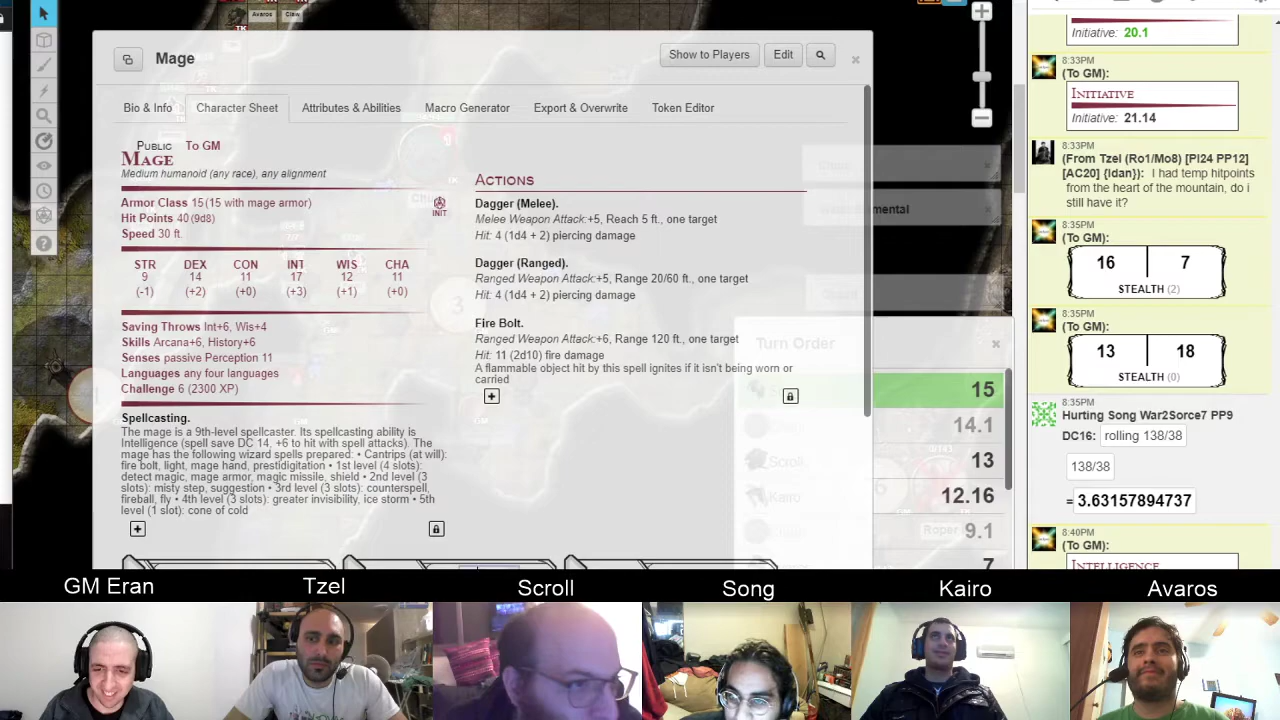 Avaros
Claw
Mage
Show to Players
Edit
Bio & Info
Character Sheet
Attributes & Abilities
Macro Generator
Export & Overwrite
Token Editor
PUBLIC
To GM
MAGE
Medium humanoid (any race), any alignment
Armor Class 15 (15 with mage armor)
Hit Points 40 (9d8)
Speed 30 ft.
INIT
STR DEX CON INT WIS CHA
9 14 11 17 12 11
(-1) (+2) (+0) (+3) (+1) (+0)
Saving Throws Int+6, Wis+4
Skills Arcana+6, History+6
Senses passive Perception 11
Languages any four languages
Challenge 6 (2300 XP)
Spellcasting.
The mage is a 9th-level spellcaster. Its spellcasting ability is
Intelligence (spell save DC 14, +6 to hit with spell attacks). The
mage has the following wizard spells prepared: • Cantrips (at will):
fire bolt, light, mage hand, prestidigitation • 1st level (4 slots):
detect magic, mage armor, magic missile, shield • 2nd level (3
slots): misty step, suggestion • 3rd level (3 slots): counterspell,
fireball, fly • 4th level (3 slots): greater invisibility, ice storm • 5th
level (1 slot): cone of cold
ACTIONS
Dagger (Melee).
Melee Weapon Attack:+5, Reach 5 ft., one target
Hit: 4 (1d4 + 2) piercing damage
Dagger (Ranged).
Ranged Weapon Attack:+5, Range 20/60 ft., one target
Hit: 4 (1d4 + 2) piercing damage
Fire Bolt.
Ranged Weapon Attack:+6, Range 120 ft., one target
Hit: 11 (2d10) fire damage
A flammable object hit by this spell ignites if it isn't being worn or
carried
Turn Order
15
14.1
Scroll
13
Kairo
12.16
Roper
9.1
7
Initiative: 20.1
8:33PM
(To GM):
INITIATIVE
Initiative: 21.14
8:33PM
(From Tzel (Ro1/Mo8) [PI24 PP12]
[AC20] {Idan}): I had temp hitpoints
from the heart of the mountain, do i
still have it?
8:35PM
(To GM):
16 7
STEALTH (2)
8:35PM
(To GM):
13 18
STEALTH (0)
8:35PM
Hurting Song War2Sorce7 PP9
DC16: rolling 138/38
138/38
= 3.63157894737
8:40PM
(To GM):
INTELLIGENCE
GM Eran
Tzel
Scroll
Song
Kairo
Avaros